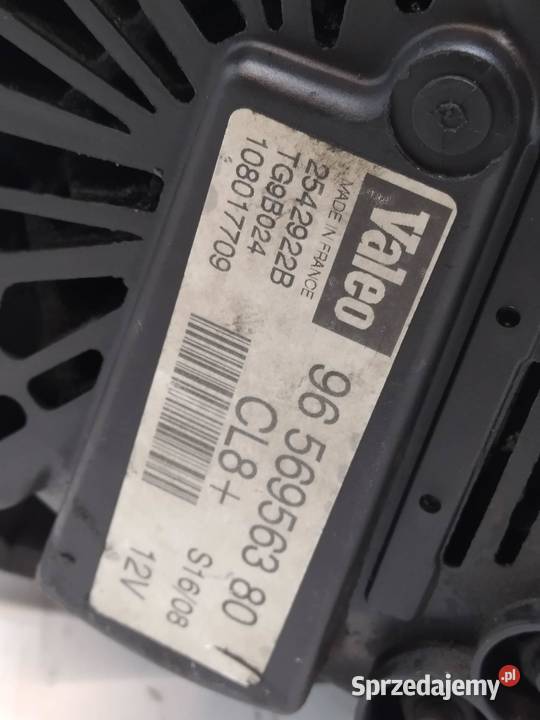 Valeo
MADE IN FRANCE
2542922B
TG9B024
108017709
96 569563 80
CL8+
S16/08
12V
Sprzedajemy.pl